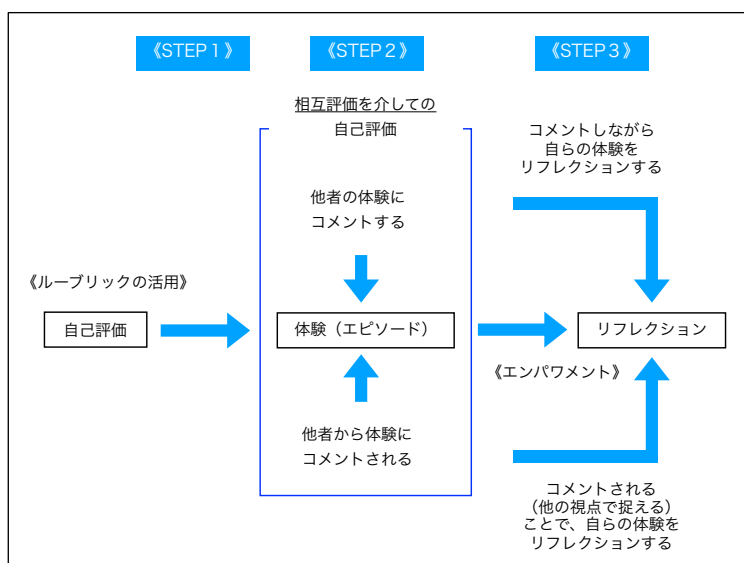 《STEP１》
《STEP２》
《STEP３》
相互評価を介しての
自己評価
他者の体験に
コメントする
コメントしながら
自らの体験を
リフレクションする
《ルーブリックの活用》
自己評価
体験（エピソード）
リフレクション
《エンパワメント》
他者から体験に
コメントされる
コメントされる
（他の視点で捉える）
ことで、自らの体験を
リフレクションする